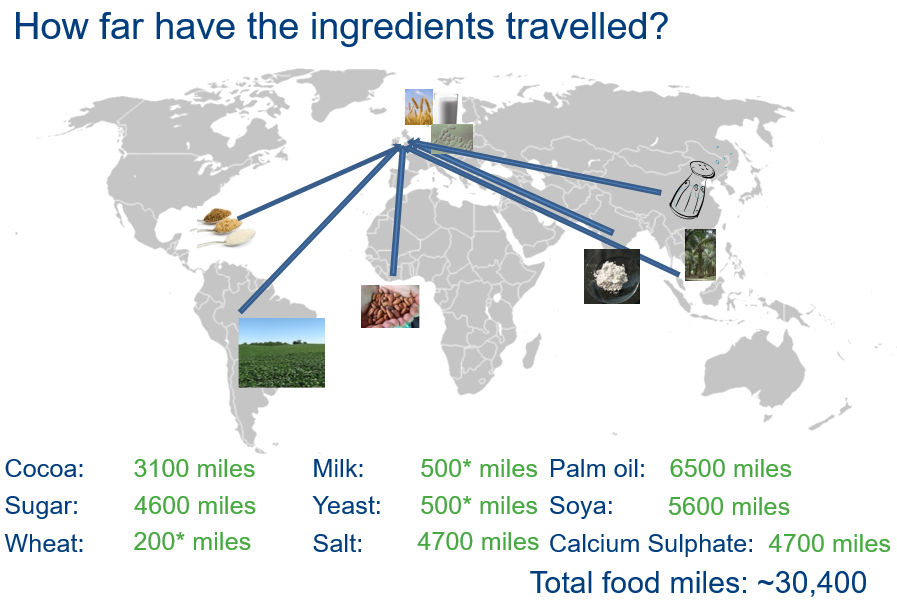 How far have the ingredients travelled?
Cocoa: 3100 miles Milk: 500* miles Palm oil: 6500 miles
Sugar: 4600 miles Yeast: 500* miles Soya: 5600 miles
Wheat: 200* miles Salt: 4700 miles Calcium Sulphate: 4700 miles
Total food miles: ~30,400